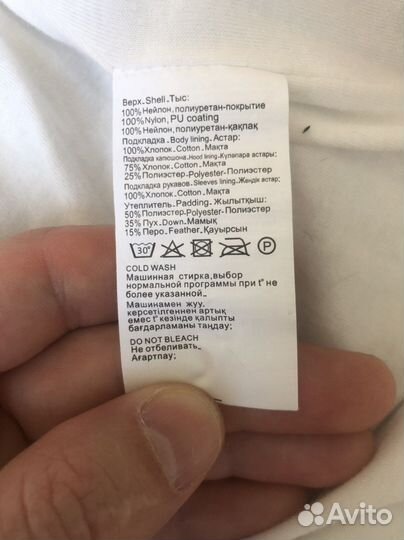 Верх.Shell.Тыс:
100%Нейлон,полиуретан-покрытие
100%Nylon, PU coating
100% Нейлон, полиуретан-қақпақ
Подкладка.Body lining.Астар:
100%Хлопок.Cotton.Мақта
Подкладка капюшона.Hood lining.Күләпара астары:
75% Хлопок.Cotton.Мақта
25%Полиэстер-Polyester-Полиэстер
Подкладка рукавов.Sleeves lining.Жеңдік астар:
100% Хлопок.Cotton.Мақта
Утеплитель.Padding.Жылытқыш:
50%Полиэстер-Polyester-Полиэстер
35% Пух.Down.Мамық
15% Перо.Feather.Қауырсын
30° P
COLD WASH
Машинная стирка,выбор
нормальной программы при t° не
более указанной.
Машинамен жуу,
керсетілгеннен артық
емес t° кезінде қалыпты
бағдарламаны таңдау;
DO NOT BLEACH
Не отбеливать.
Ағартпау;
Avito